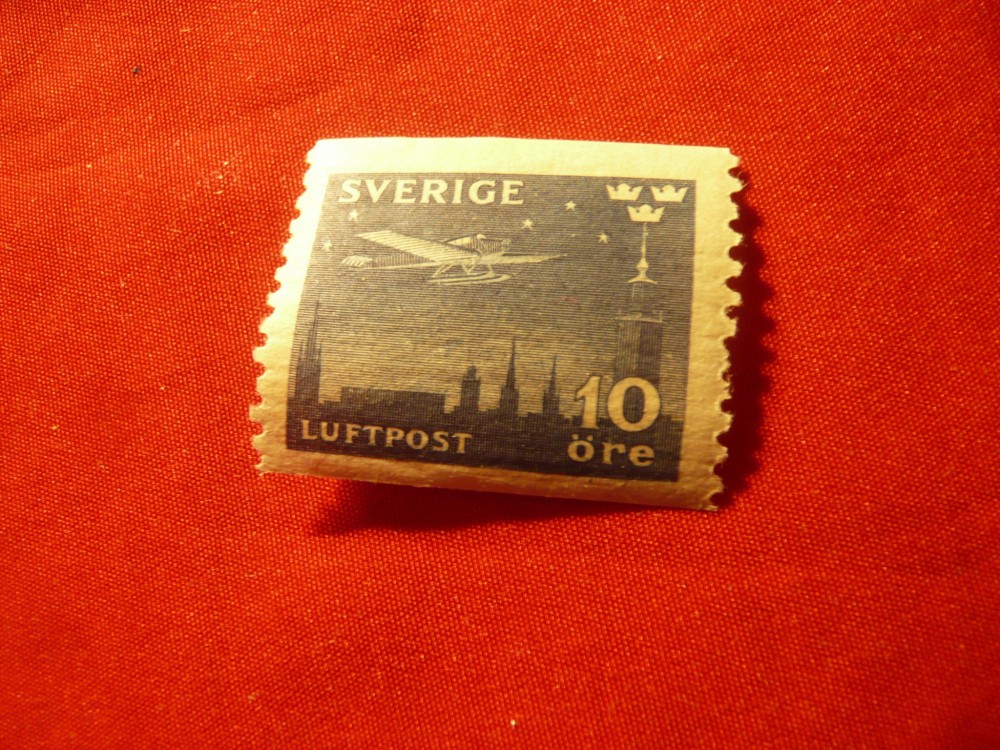 SVERIGE
10
LUFTPOST
öre